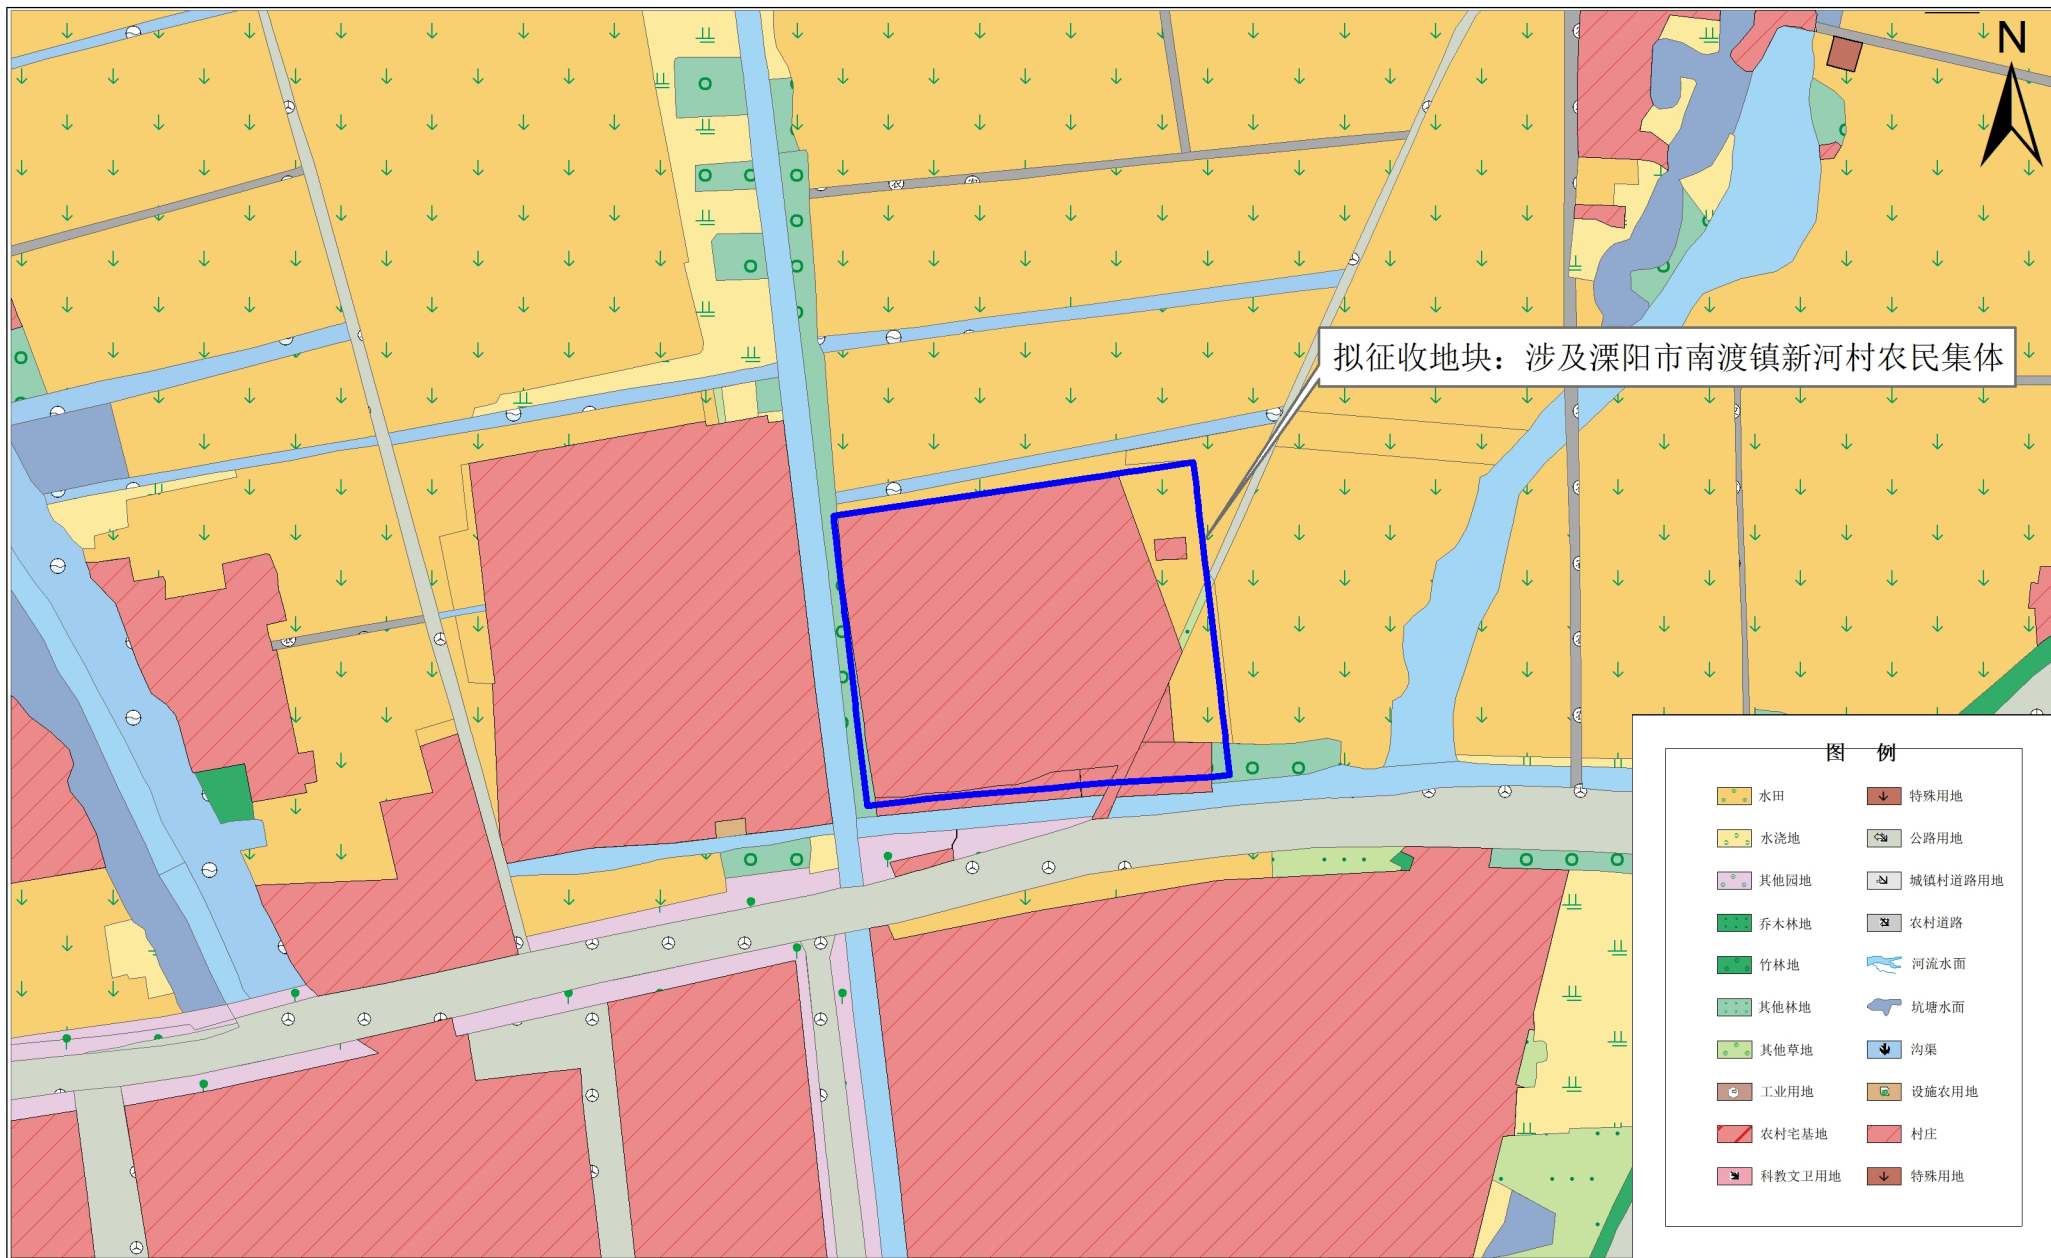 N
拟征收地块：涉及溧阳市南渡镇新河村农民集体
图 例
水田
特殊用地
水浇地
公路用地
其他园地
城镇村道路用地
乔木林地
农村道路
竹林地
河流水面
其他林地
坑塘水面
其他草地
沟渠
工业用地
设施农用地
农村宅基地
村庄
科教文卫用地
特殊用地